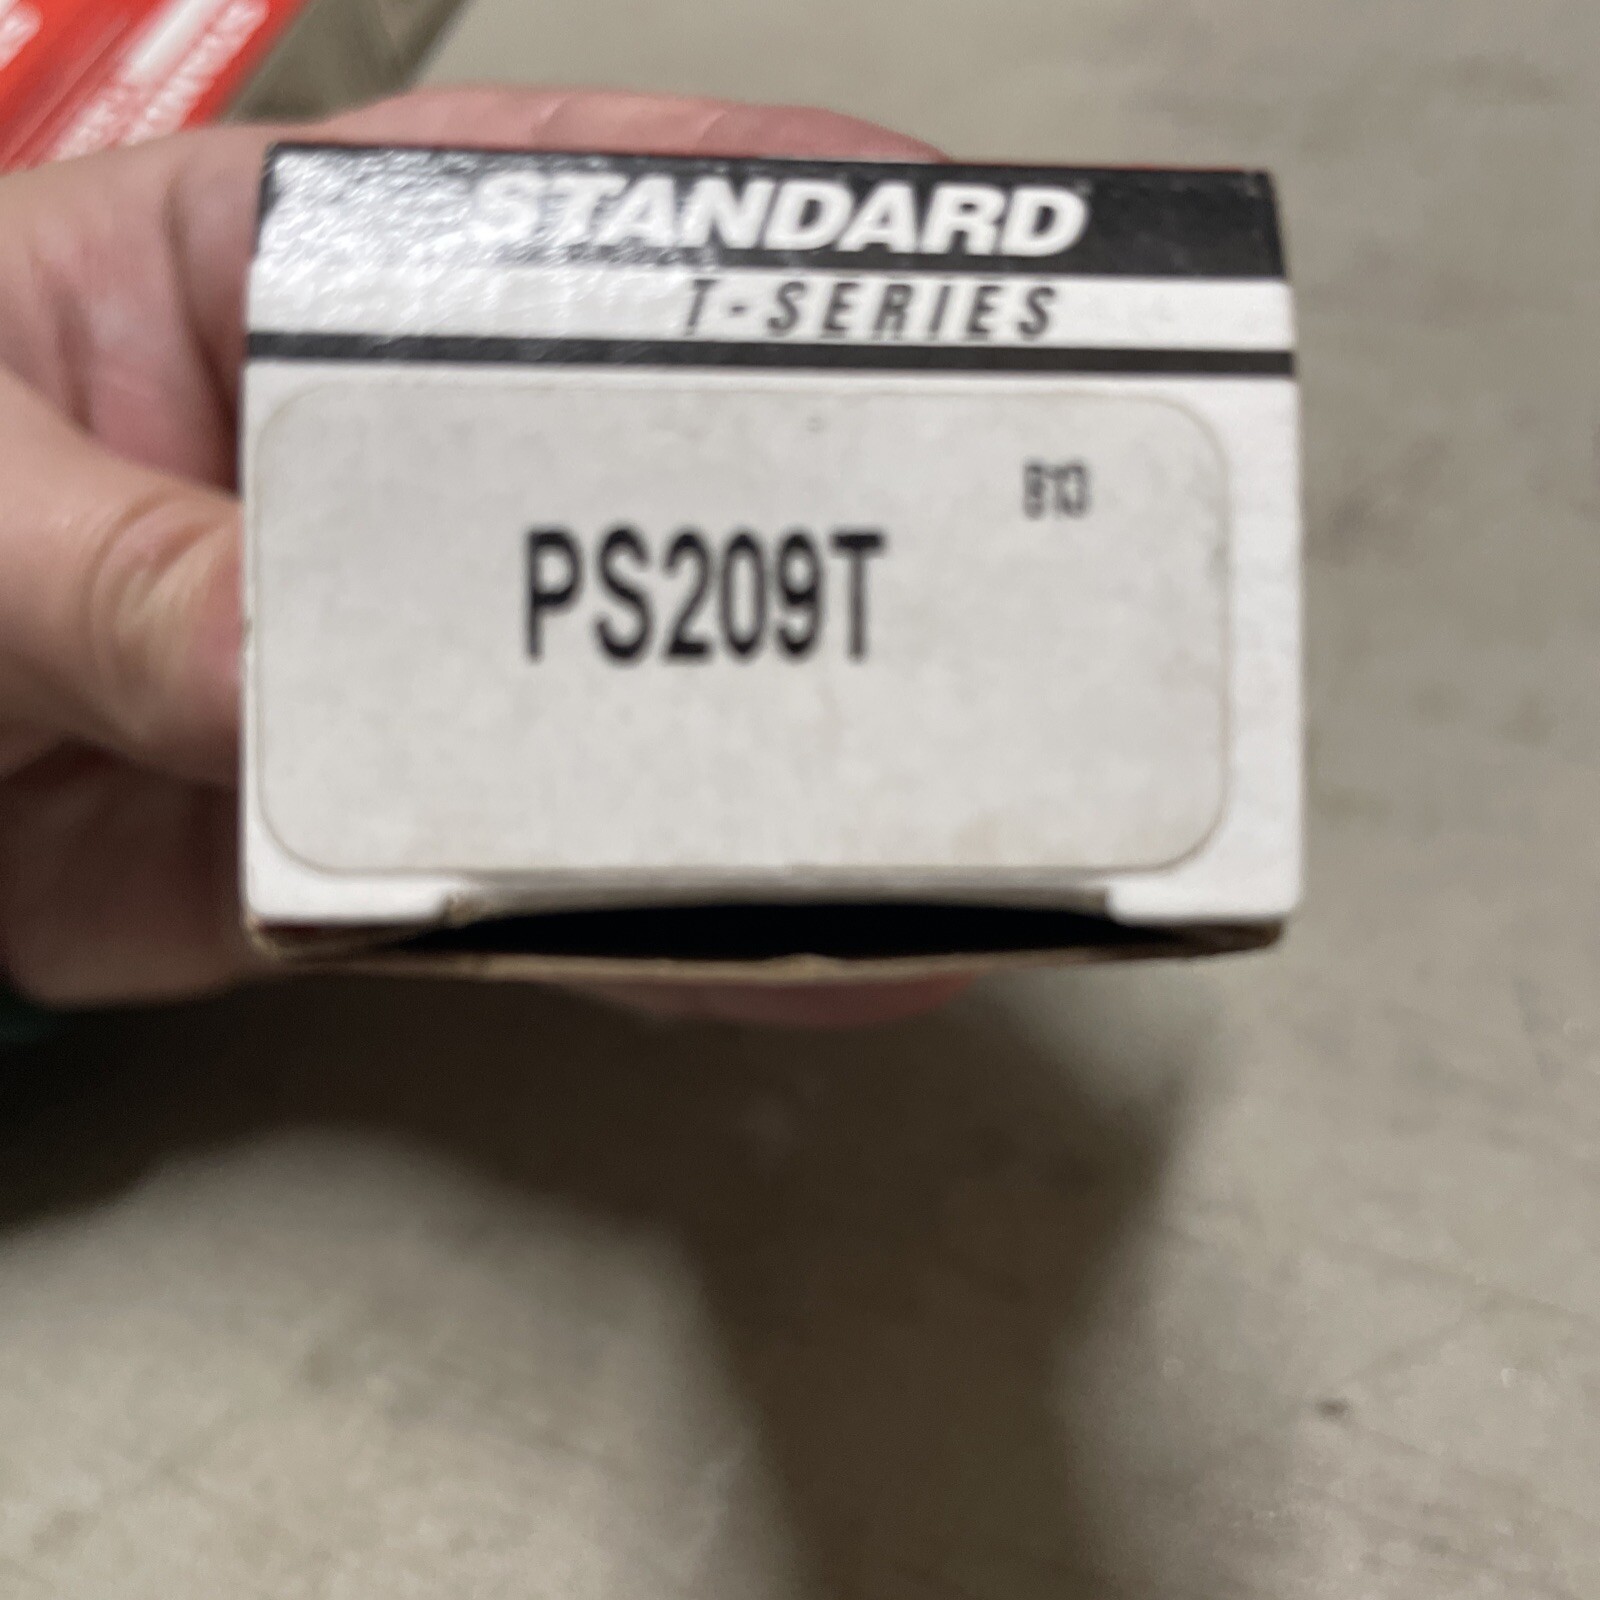 STANDARD
T-SERIES
B13
PS209T